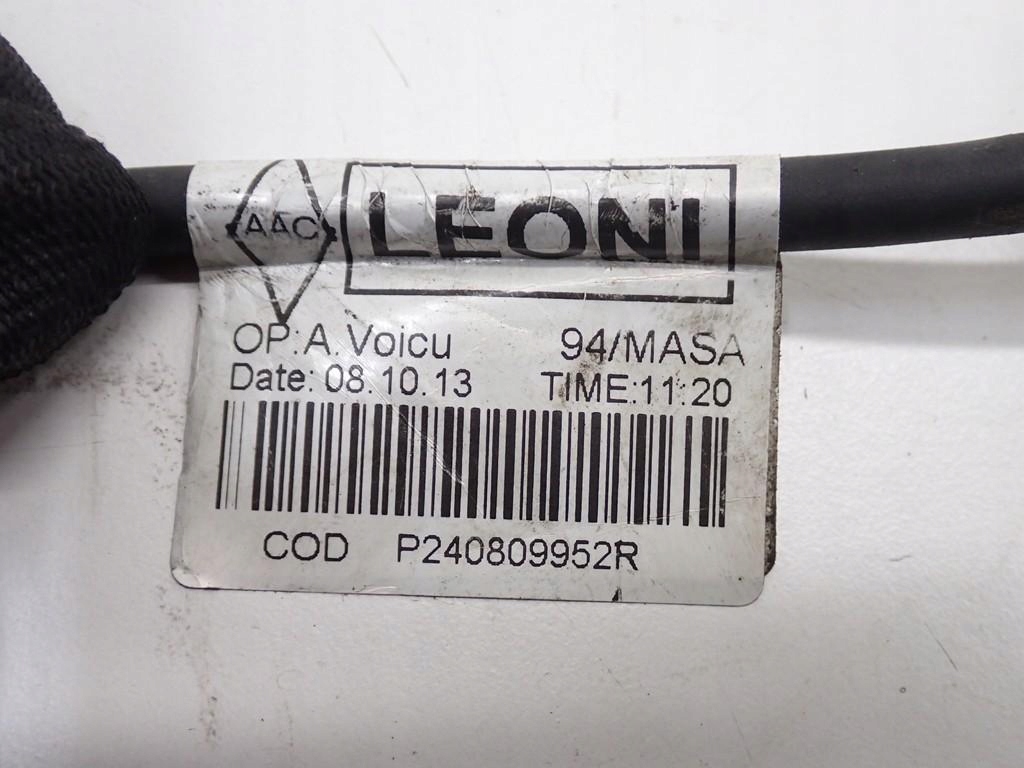 AAC LEONI
OP:A.Voicu 94/MASA
Date: 08.10.13 TIME:11:20
COD P240809952R